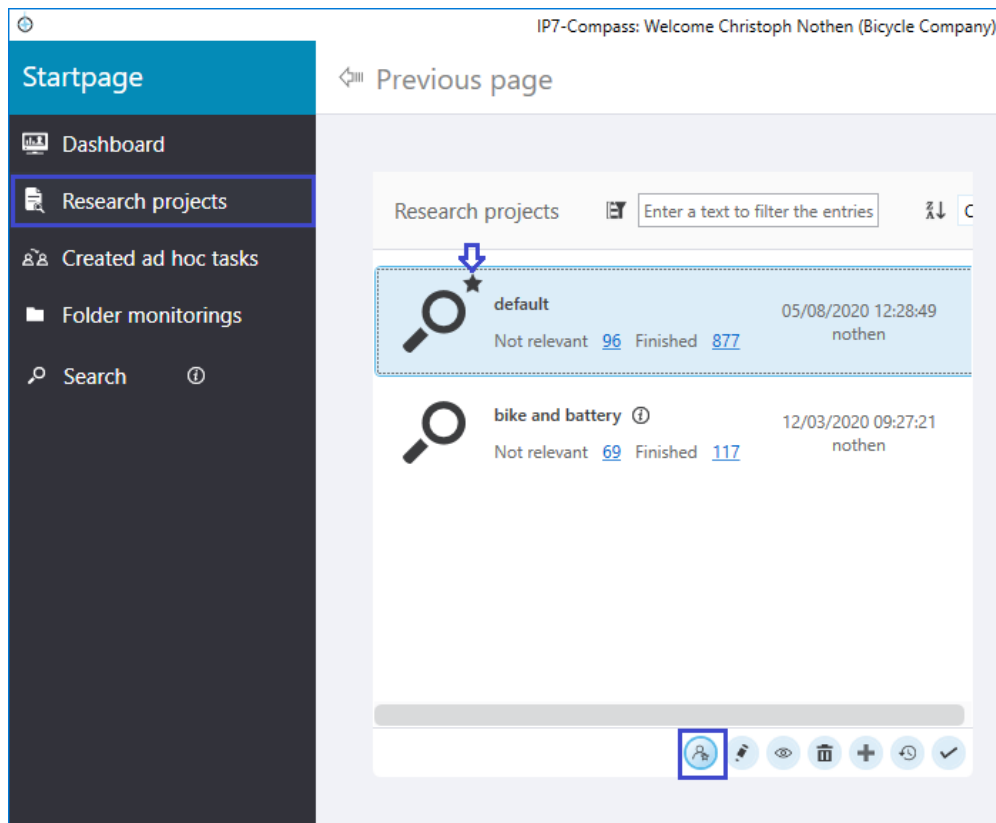 IP7-Compass: Welcome Christoph Nothen (Bicycle Company)
Startpage
Previous page
Dashboard
Research projects
Created ad hoc tasks
Folder monitorings
Search
Research projects
Enter a text to filter the entries
default
05/08/2020 12:28:49
nothen
Not relevant 96 Finished 877
bike and battery
12/03/2020 09:27:21
nothen
Not relevant 69 Finished 117